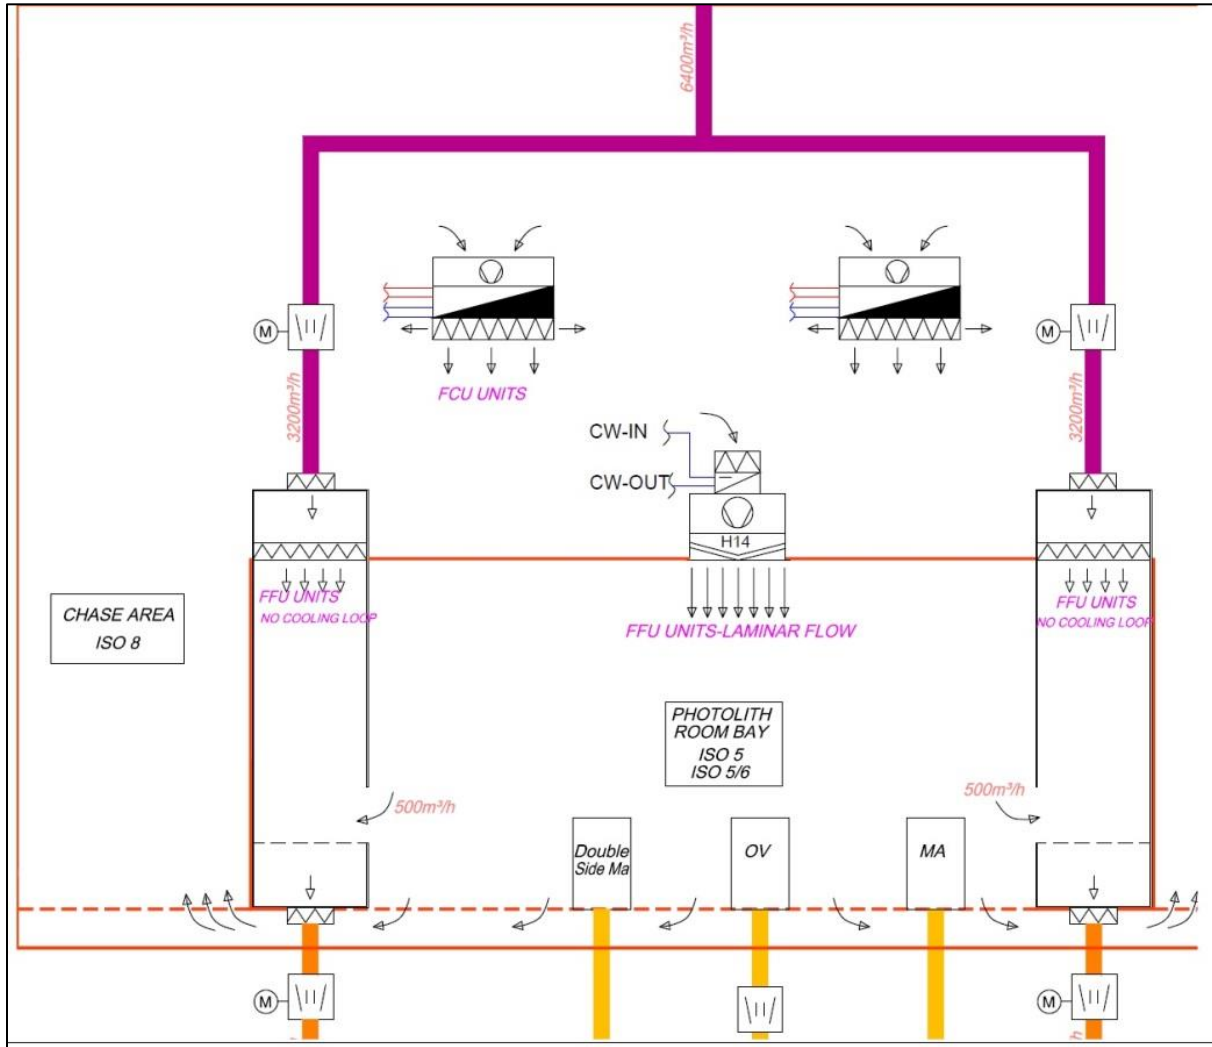 6400m³/h
M
M
3200m³/h
3200m³/h
FCU UNITS
CW-IN
CW-OUT
H14
FFU UNITS
NO COOLING LOOP
FFU UNITS-LAMINAR FLOW
FFU UNITS
NO COOLING LOOP
CHASE AREA
ISO 8
PHOTOLITH
ROOM BAY
ISO 5
ISO 5/6
500m³/h
500m³/h
Double
Side Ma
OV
MA
M
M